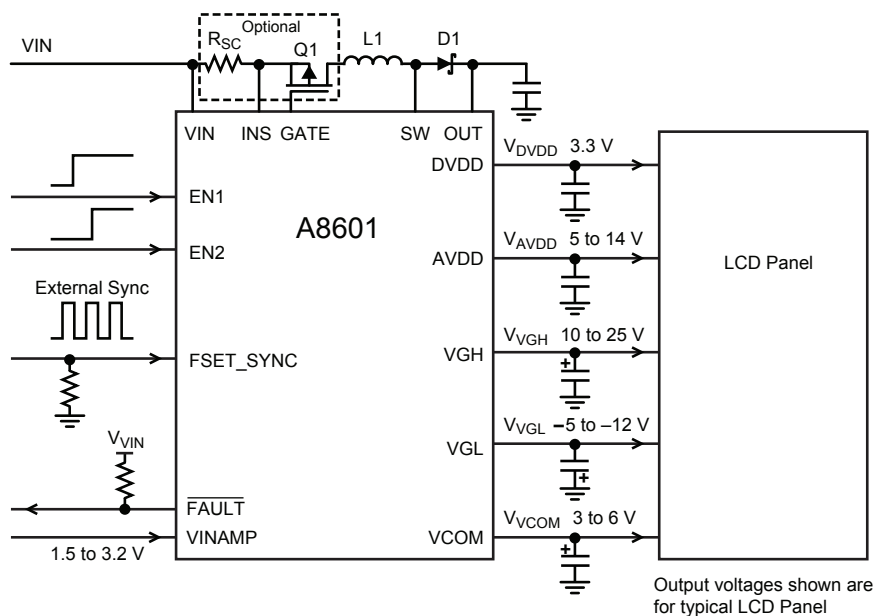 Optional
VIN
RSC
Q1
L1
D1
VIN
INS
GATE
SW
OUT
DVDD
VDVDD 3.3 V
EN1
A8601
EN2
AVDD
VAVDD 5 to 14 V
LCD Panel
External Sync
FSET_SYNC
VGH
VVGH 10 to 25 V
+
VVIN
VGL
VVGL –5 to –12 V
+
FAULT
VINAMP
1.5 to 3.2 V
VCOM
VVCOM 3 to 6 V
+
Output voltages shown are
for typical LCD Panel